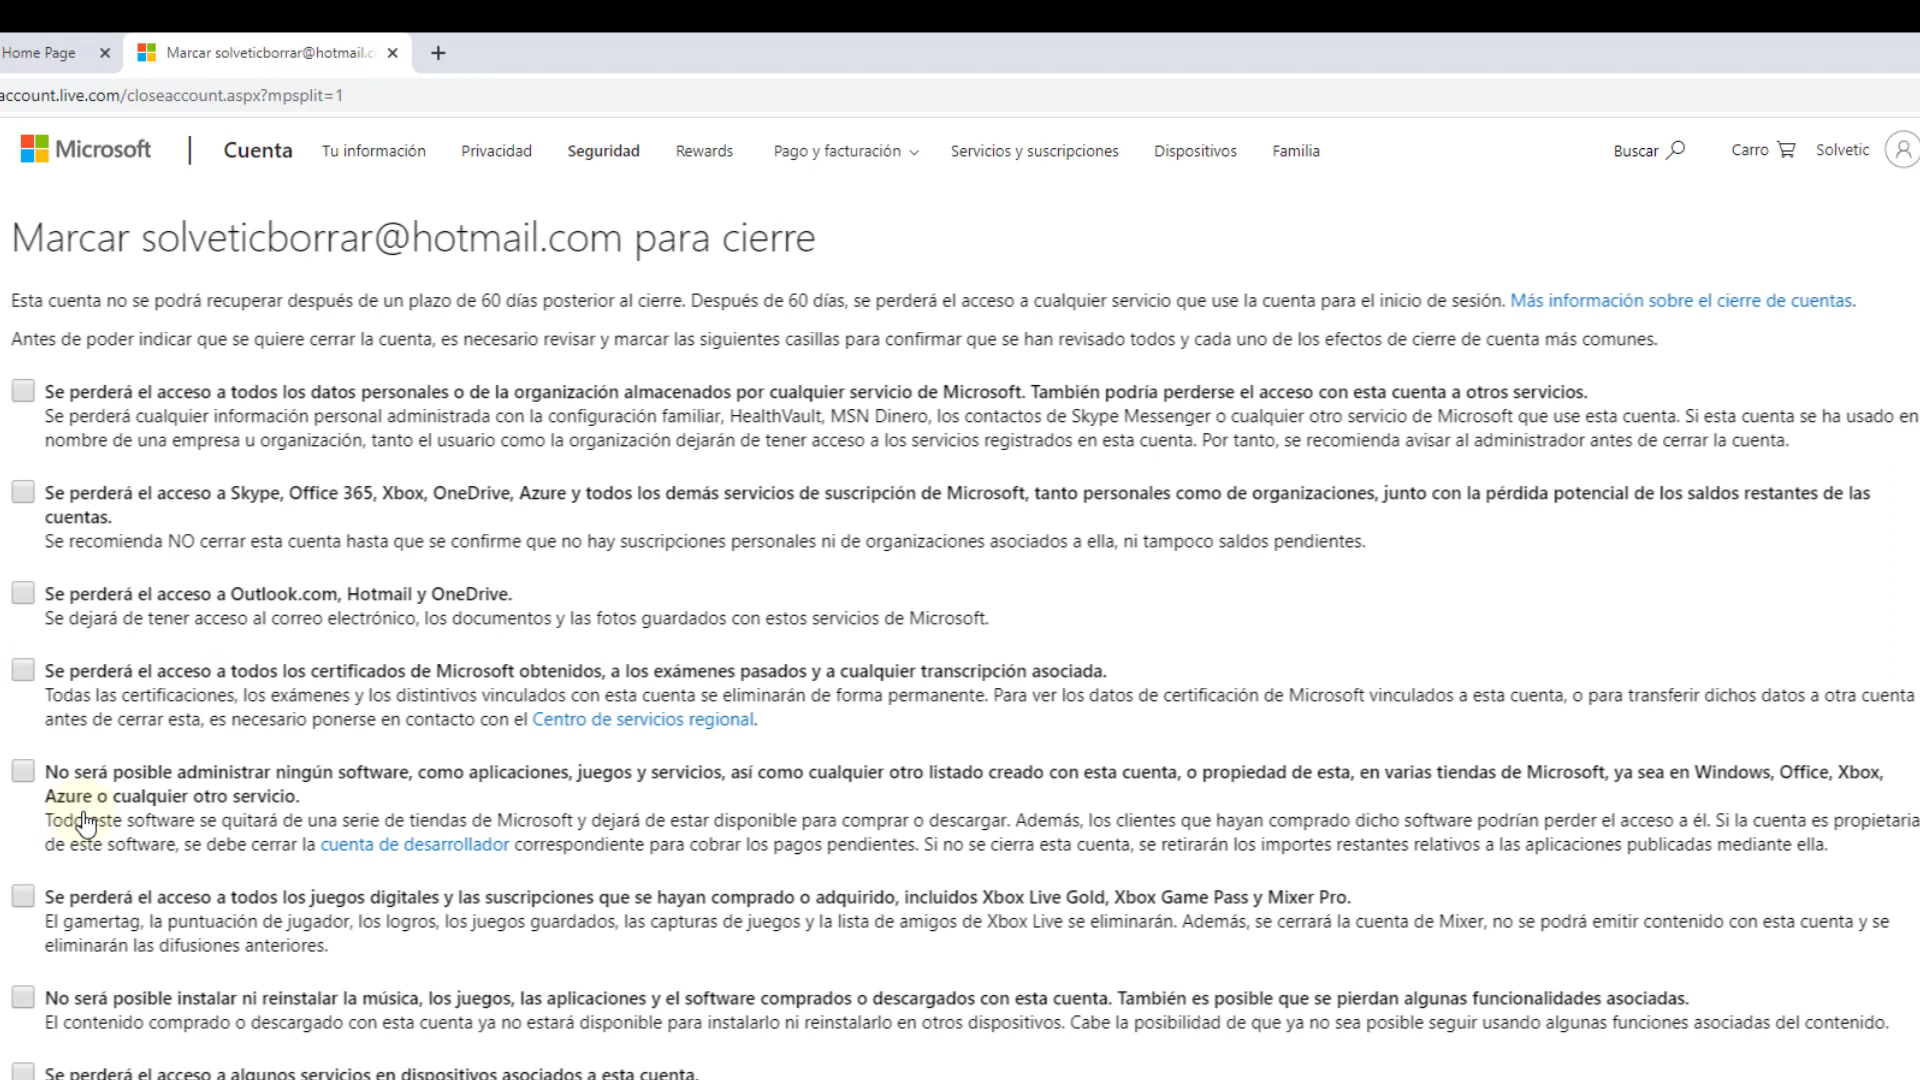 Home Page
Marcar solveticborrar@hotmail.c
account.live.com/closeaccount.aspx?mpsplit=1
Microsoft | Cuenta Tu información Privacidad Seguridad Rewards Pago y facturación Servicios y suscripciones Dispositivos Familia Buscar Carro Solvetic
Marcar solveticborrar@hotmail.com para cierre
Esta cuenta no se podrá recuperar después de un plazo de 60 días posterior al cierre. Después de 60 días, se perderá el acceso a cualquier servicio que use la cuenta para el inicio de sesión. Más información sobre el cierre de cuentas.
Antes de poder indicar que se quiere cerrar la cuenta, es necesario revisar y marcar las siguientes casillas para confirmar que se han revisado todos y cada uno de los efectos de cierre de cuenta más comunes.
Se perderá el acceso a todos los datos personales o de la organización almacenados por cualquier servicio de Microsoft. También podría perderse el acceso con esta cuenta a otros servicios.
Se perderá cualquier información personal administrada con la configuración familiar, HealthVault, MSN Dinero, los contactos de Skype Messenger o cualquier otro servicio de Microsoft que use esta cuenta. Si esta cuenta se ha usado en
nombre de una empresa u organización, tanto el usuario como la organización dejarán de tener acceso a los servicios registrados en esta cuenta. Por tanto, se recomienda avisar al administrador antes de cerrar la cuenta.
Se perderá el acceso a Skype, Office 365, Xbox, OneDrive, Azure y todos los demás servicios de suscripción de Microsoft, tanto personales como de organizaciones, junto con la pérdida potencial de los saldos restantes de las
cuentas.
Se recomienda NO cerrar esta cuenta hasta que se confirme que no hay suscripciones personales ni de organizaciones asociados a ella, ni tampoco saldos pendientes.
Se perderá el acceso a Outlook.com, Hotmail y OneDrive.
Se dejará de tener acceso al correo electrónico, los documentos y las fotos guardados con estos servicios de Microsoft.
Se perderá el acceso a todos los certificados de Microsoft obtenidos, a los exámenes pasados y a cualquier transcripción asociada.
Todas las certificaciones, los exámenes y los distintivos vinculados con esta cuenta se eliminarán de forma permanente. Para ver los datos de certificación de Microsoft vinculados a esta cuenta, o para transferir dichos datos a otra cuenta
antes de cerrar esta, es necesario ponerse en contacto con el Centro de servicios regional.
No será posible administrar ningún software, como aplicaciones, juegos y servicios, así como cualquier otro listado creado con esta cuenta, o propiedad de esta, en varias tiendas de Microsoft, ya sea en Windows, Office, Xbox,
Azure o cualquier otro servicio.
Todo este software se quitará de una serie de tiendas de Microsoft y dejará de estar disponible para comprar o descargar. Además, los clientes que hayan comprado dicho software podrían perder el acceso a él. Si la cuenta es propietaria
de este software, se debe cerrar la cuenta de desarrollador correspondiente para cobrar los pagos pendientes. Si no se cierra esta cuenta, se retirarán los importes restantes relativos a las aplicaciones publicadas mediante ella.
Se perderá el acceso a todos los juegos digitales y las suscripciones que se hayan comprado o adquirido, incluidos Xbox Live Gold, Xbox Game Pass y Mixer Pro.
El gamertag, la puntuación de jugador, los logros, los juegos guardados, las capturas de juegos y la lista de amigos de Xbox Live se eliminarán. Además, se cerrará la cuenta de Mixer, no se podrá emitir contenido con esta cuenta y se
eliminarán las difusiones anteriores.
No será posible instalar ni reinstalar la música, los juegos, las aplicaciones y el software comprados o descargados con esta cuenta. También es posible que se pierdan algunas funcionalidades asociadas.
El contenido comprado o descargado con esta cuenta ya no estará disponible para instalarlo ni reinstalarlo en otros dispositivos. Cabe la posibilidad de que ya no sea posible seguir usando algunas funciones asociadas del contenido.
Se perderá el acceso a algunos servicios en dispositivos asociados a esta cuenta.